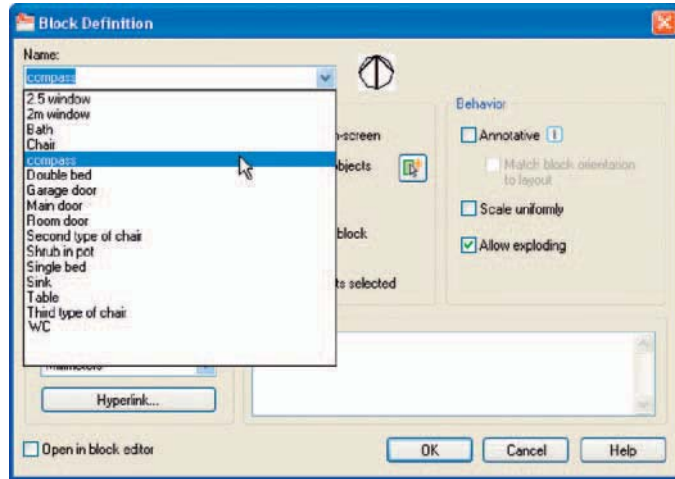 Block Definition
Name:
compass
2.5 window
2m window
Bath
Chair
compass
Double bed
Garage door
Main door
Room door
Second type of chair
Shrub in pot
Single bed
Sink
Table
Third type of chair
WC
n-screen
bjects
block
ts selected
Behavior
Annotative
Match block orientation
to layout
Scale uniformly
Allow exploding
Millimeters
Hyperlink...
Open in block editor
OK
Cancel
Help